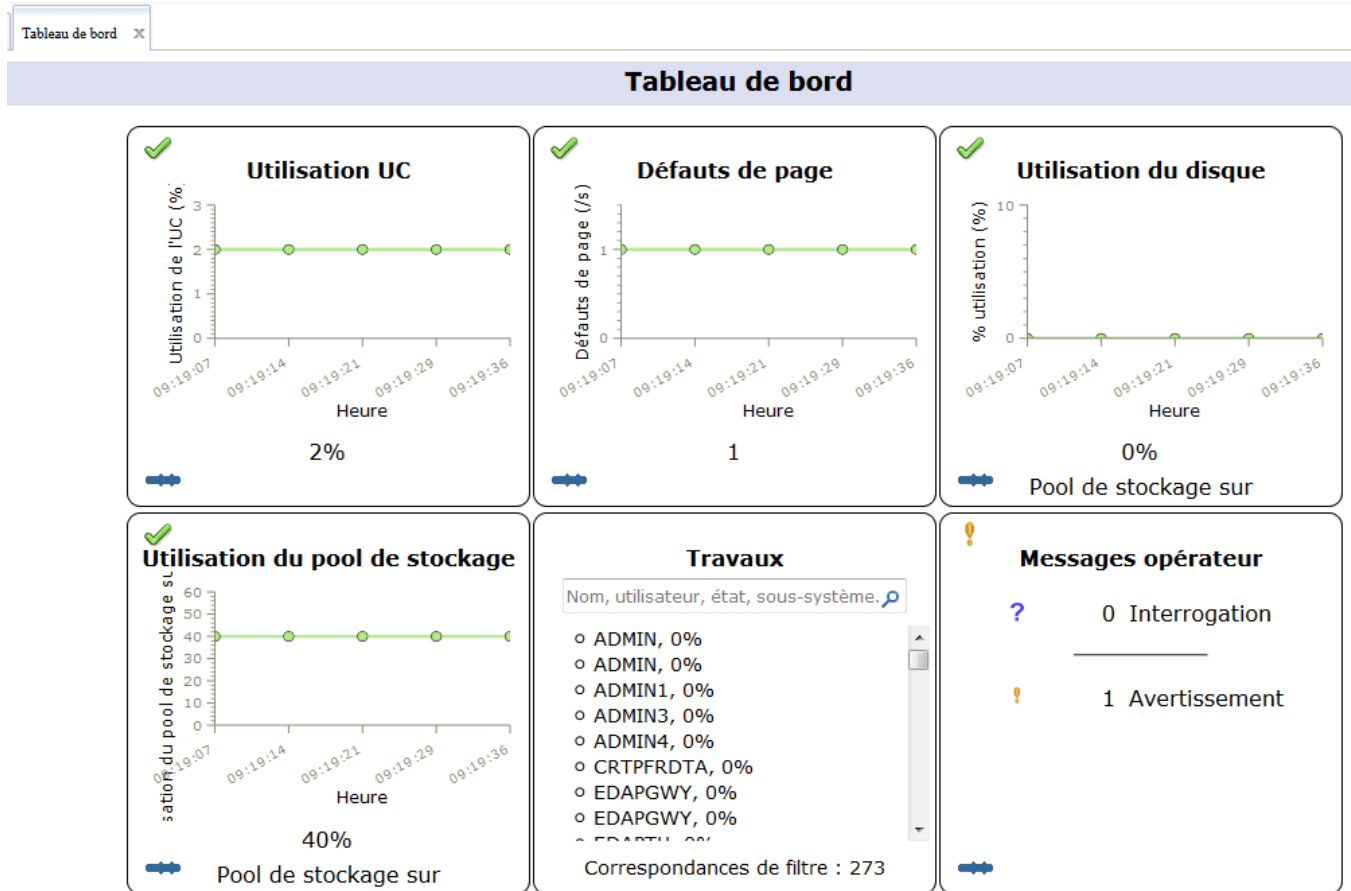 Tableau de bord
Tableau de bord
Utilisation UC
Utilisation de l'UC (%)
3
2
1
0
09:19:07 09:19:14 09:19:21 09:19:29 09:19:36
Heure
2%
Défauts de page
Défauts de page (/s)
1
0
09:19:07 09:19:14 09:19:21 09:19:29 09:19:36
Heure
1
Utilisation du disque
% utilisation (%)
10
0
09:19:07 09:19:14 09:19:21 09:19:29 09:19:36
Heure
0%
Pool de stockage sur
Utilisation du pool de stockage
sation du pool de stockage su
60
50
40
30
20
10
0
09:19:07 09:19:14 09:19:21 09:19:29 09:19:36
Heure
40%
Pool de stockage sur
Travaux
Nom, utilisateur, état, sous-système.
ADMIN, 0%
ADMIN, 0%
ADMIN1, 0%
ADMIN3, 0%
ADMIN4, 0%
CRTPFRDTA, 0%
EDAPGWY, 0%
EDAPGWY, 0%
Correspondances de filtre : 273
Messages opérateur
? 0 Interrogation
1 Avertissement